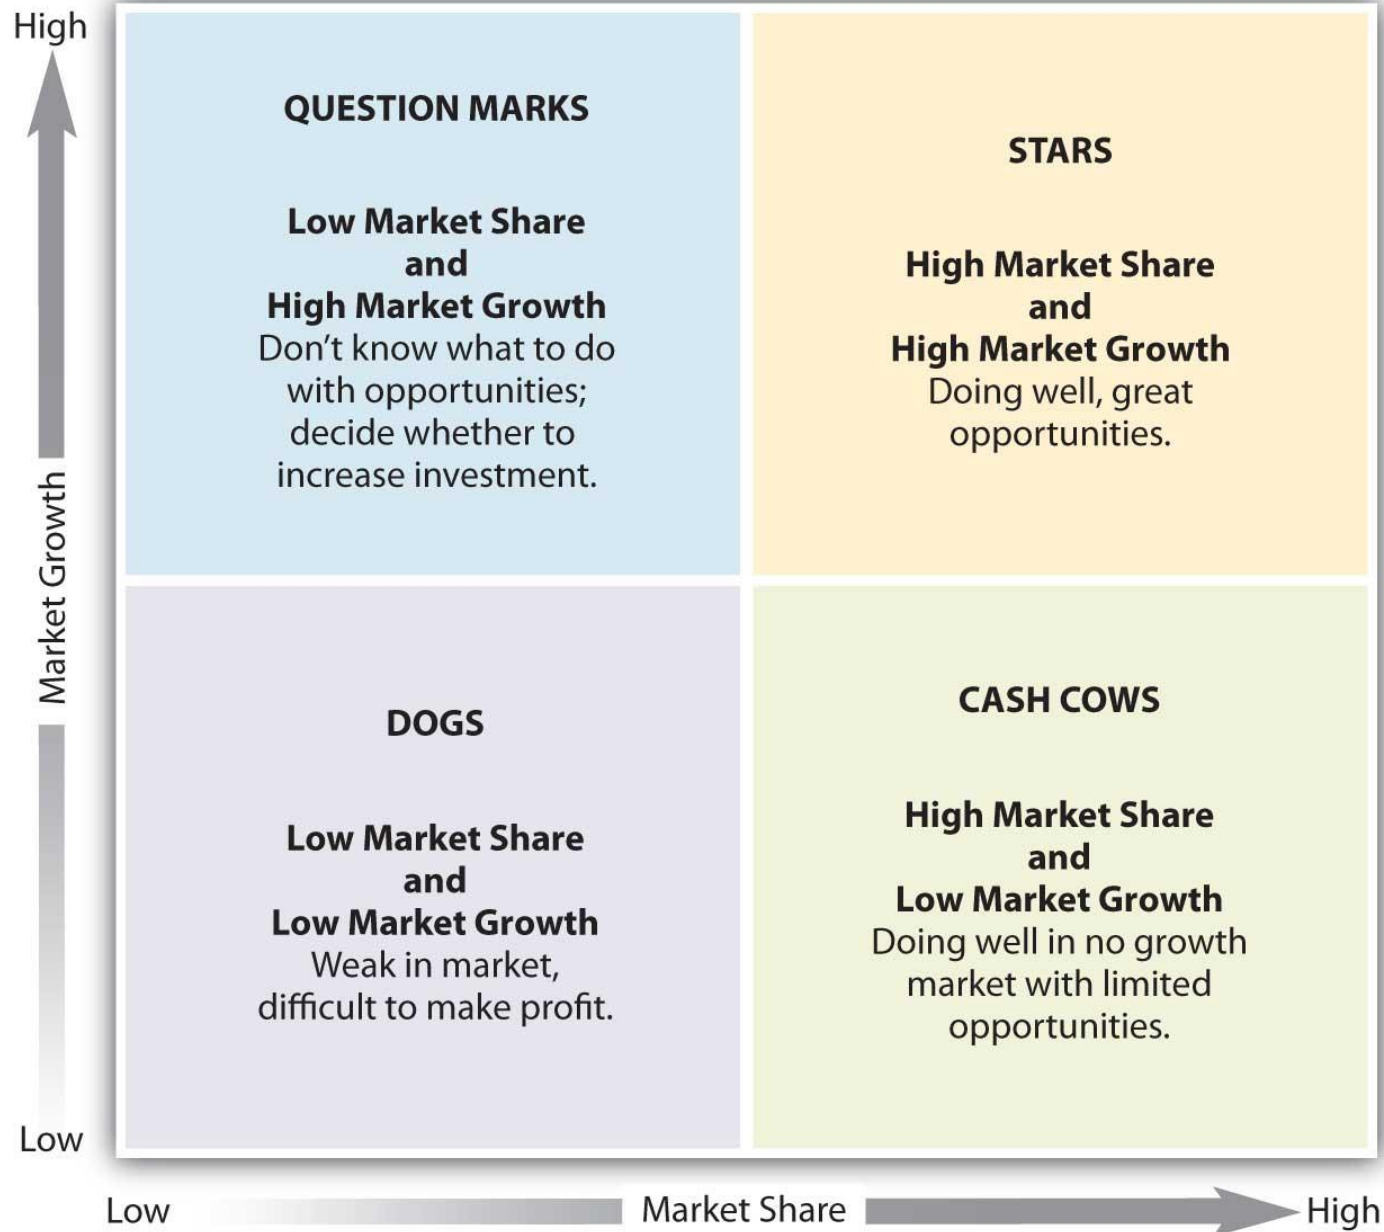 High
QUESTION MARKS
Low Market Share
and
High Market Growth
Don’t know what to do
with opportunities;
decide whether to
increase investment.
STARS
High Market Share
and
High Market Growth
Doing well, great
opportunities.
Market Growth
DOGS
Low Market Share
and
Low Market Growth
Weak in market,
difficult to make profit.
CASH COWS
High Market Share
and
Low Market Growth
Doing well in no growth
market with limited
opportunities.
Low
Low
Market Share
High